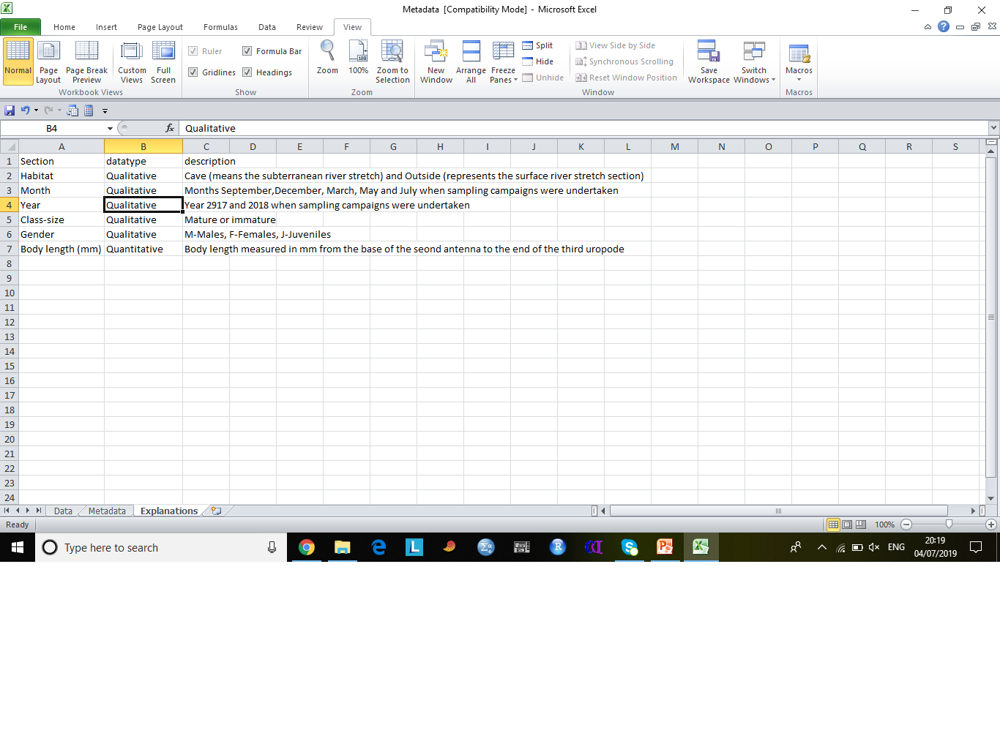 Metadata [Compatibility Mode] - Microsoft Excel
File Home Insert Page Layout Formulas Data Review View
Normal Page Layout Page Break Preview Custom Views Full Screen
Workbook Views
Ruler Formula Bar
Gridlines Headings
Show
Zoom 100% Zoom to Selection
Zoom
New Window Arrange All Freeze Panes
Split
Hide
Unhide
View Side by Side
Synchronous Scrolling
Reset Window Position
Window
Save Workspace Switch Windows
Macros
Macros
B4 fx Qualitative
A B C D E F G H I J K L M N O P Q R S
1 Section datatype description
2 Habitat Qualitative Cave (means the subterranean river stretch) and Outside (represents the surface river stretch section)
3 Month Qualitative Months September,December, March, May and July when sampling campaigns were undertaken
4 Year Qualitative Year 2917 and 2018 when sampling campaigns were undertaken
5 Class-size Qualitative Mature or immature
6 Gender Qualitative M-Males, F-Females, J-Juveniles
7 Body length (mm) Quantitative Body length measured in mm from the base of the seond antenna to the end of the third uropode
8
9
10
11
12
13
14
15
16
17
18
19
20
21
22
23
24
Data Metadata Explanations
Ready 100%
Type here to search ENG 20:19
04/07/2019